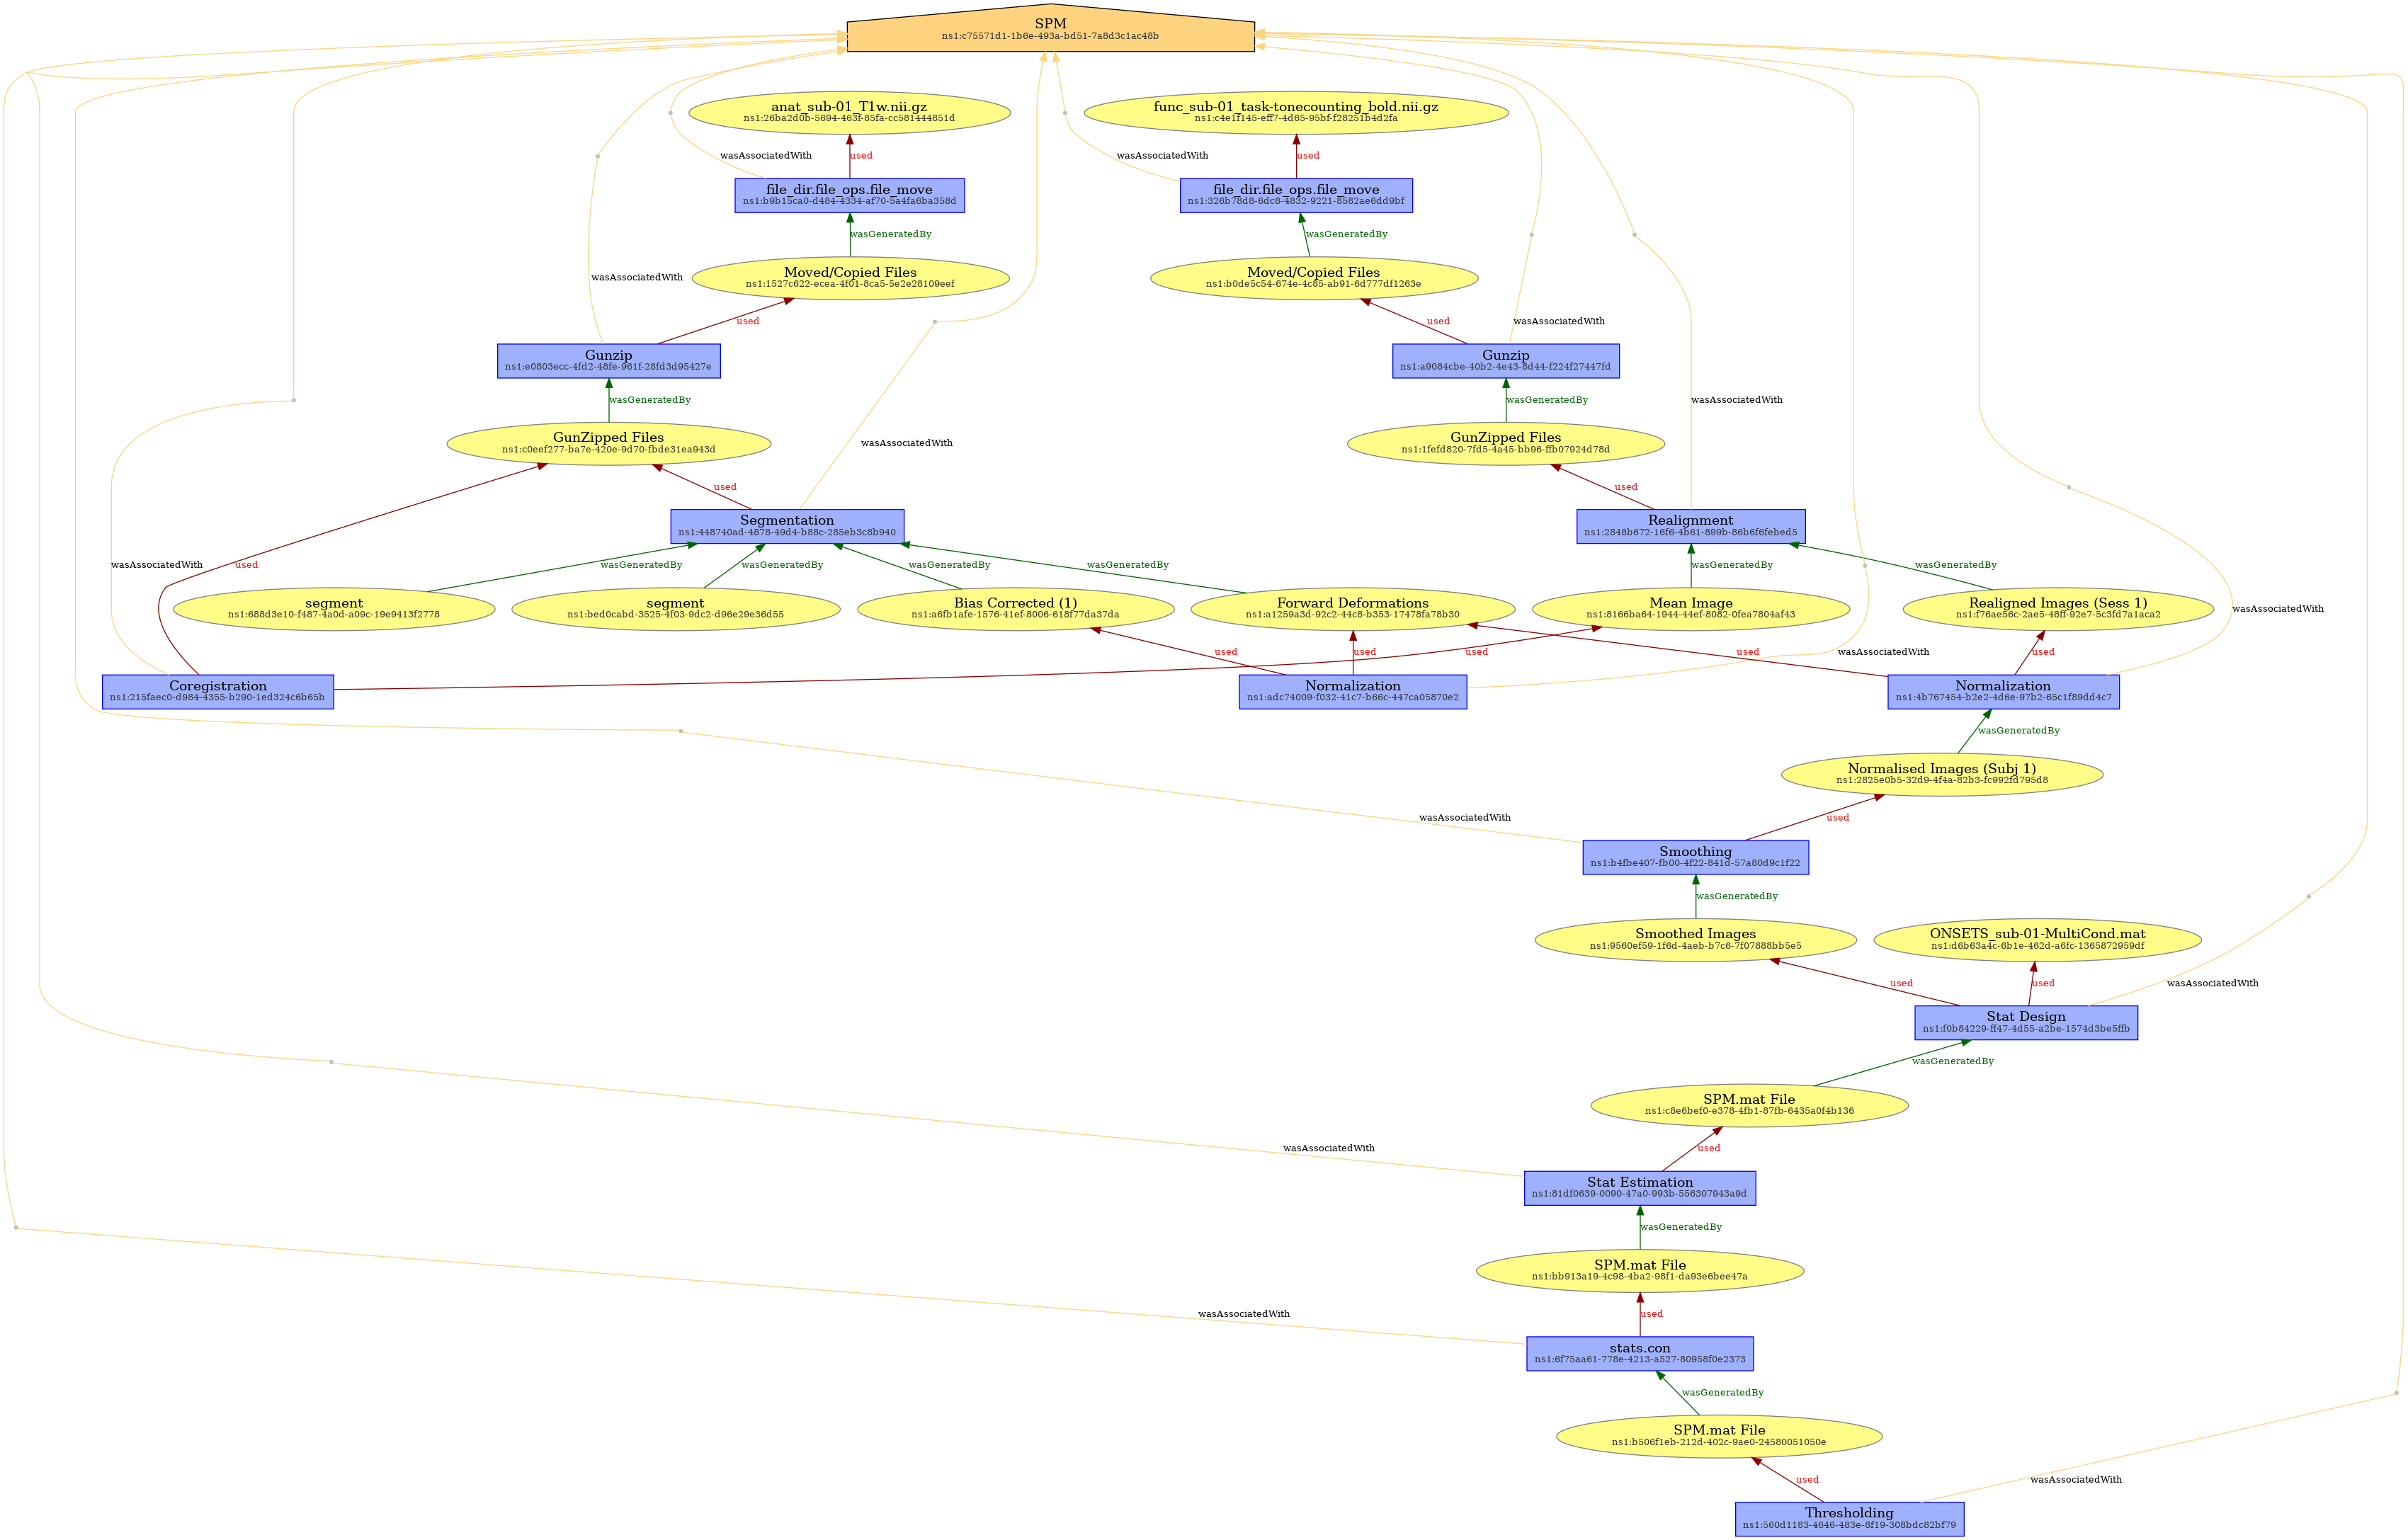 SPM
ns1:c75571d1-1b6e-493a-bd51-7a8d3c1ac48b
anat_sub-01_T1w.nii.gz
ns1:26ba2d0b-5694-463f-85fa-cc581444851d
func_sub-01_task-tonecounting_bold.nii.gz
ns1:c4e1f145-eff7-4d65-95bf-f28251b4d2fa
wasAssociatedWith
used
wasAssociatedWith
used
file_dir.file_ops.file_move
ns1:b9b15ca0-d484-4334-af70-5a4fa6ba358d
file_dir.file_ops.file_move
ns1:326b78d8-6dc8-4832-9221-8582ae6dd9bf
wasGeneratedBy
wasGeneratedBy
wasAssociatedWith
Moved/Copied Files
ns1:1527c622-ecea-4f01-8ca5-5e2e28109eef
Moved/Copied Files
ns1:b0de5c54-674e-4c85-ab91-6d777df1263e
used
used
wasAssociatedWith
Gunzip
ns1:e0803ecc-4fd2-48fe-961f-28fd3d95427e
Gunzip
ns1:a9084cbe-40b2-4e43-8d44-f224f27447fd
wasGeneratedBy
wasGeneratedBy
wasAssociatedWith
GunZipped Files
ns1:c0eef277-ba7e-420e-9d70-fbde31ea943d
wasAssociatedWith
GunZipped Files
ns1:1fefd820-7fd5-4a45-bb96-ffb07924d78d
used
used
Segmentation
ns1:448740ad-4878-49d4-b88c-285eb3c8b940
Realignment
ns1:2848b672-16f6-4b61-899b-86b6f6febed5
wasAssociatedWith
used
wasGeneratedBy
wasGeneratedBy
wasGeneratedBy
wasGeneratedBy
wasGeneratedBy
wasGeneratedBy
segment
ns1:688d3e10-f487-4a0d-a09c-19e9413f2778
segment
ns1:bed0cabd-3525-4f03-9dc2-d96e29e36d55
Bias Corrected (1)
ns1:a6fb1afe-1576-41ef-8006-618f77da37da
Forward Deformations
ns1:a1259a3d-92c2-44c8-b353-17478fa78b30
Mean Image
ns1:8166ba64-1944-44ef-8082-0fea7804af43
Realigned Images (Sess 1)
ns1:f76ae56c-2ae5-48ff-92e7-5c3fd7a1aca2
wasAssociatedWith
used
used
used
used
wasAssociatedWith
used
Coregistration
ns1:215faec0-d984-4355-b290-1ed324c6b65b
Normalization
ns1:adc74009-f032-41c7-b66c-447ca05870e2
Normalization
ns1:4b767454-b2e2-4d6e-97b2-65c1f89dd4c7
wasGeneratedBy
Normalised Images (Subj 1)
ns1:2825e0b5-32d9-4f4a-82b3-fc992fd795d8
wasAssociatedWith
used
Smoothing
ns1:b4fbe407-fb00-4f22-841d-57a80d9c1f22
wasGeneratedBy
Smoothed Images
ns1:9560ef59-1f6d-4aeb-b7c6-7f07888bb5e5
ONSETS_sub-01-MultiCond.mat
ns1:d6b63a4c-6b1e-462d-a6fc-1365872959df
used
used
wasAssociatedWith
Stat Design
ns1:f0b84229-ff47-4d55-a2be-1574d3be5ffb
wasGeneratedBy
SPM.mat File
ns1:c8e6bef0-e378-4fb1-87fb-6435a0f4b136
wasAssociatedWith
used
Stat Estimation
ns1:81df0639-0090-47a0-993b-556307943a9d
wasGeneratedBy
SPM.mat File
ns1:bb913a19-4c98-4ba2-98f1-da93e6bee47a
wasAssociatedWith
used
stats.con
ns1:6f75aa61-778e-4213-a527-80958f0e2373
wasGeneratedBy
SPM.mat File
ns1:b506f1eb-212d-402c-9ae0-24580051050e
used
wasAssociatedWith
Thresholding
ns1:560d1183-4646-483e-8f19-308bdc82bf79